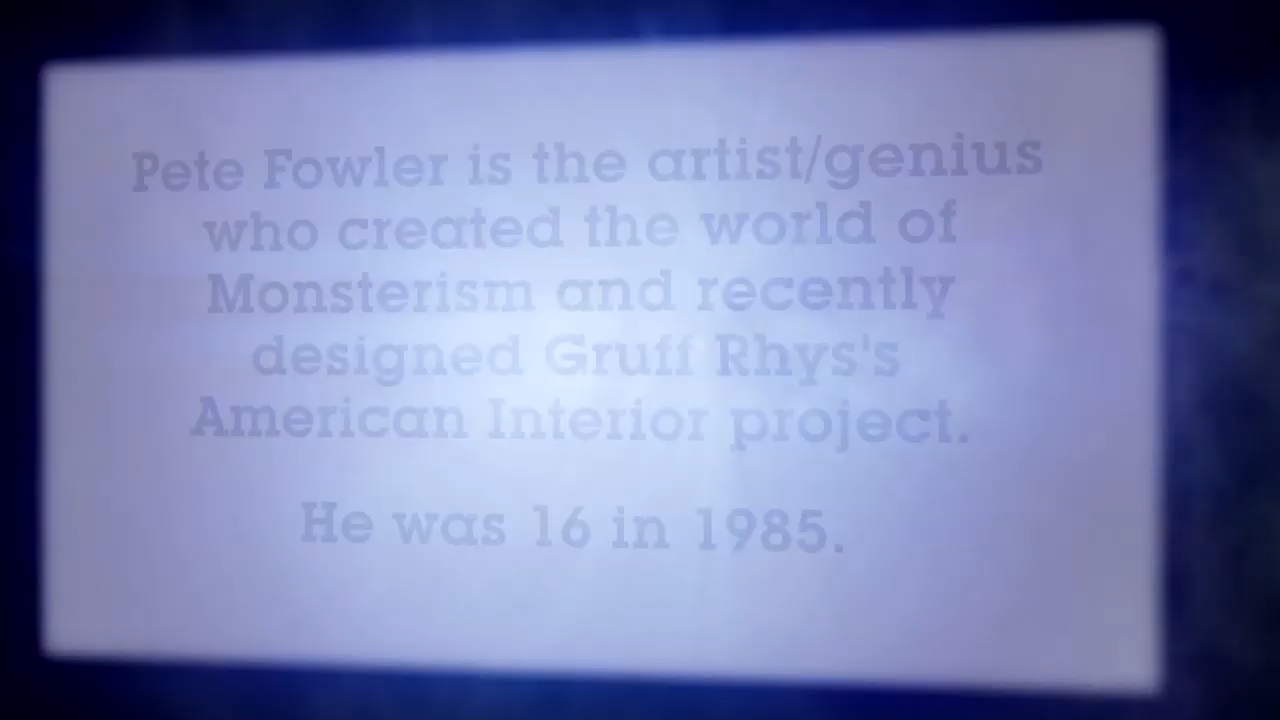 Pete Fowler is the artist/genius
who created the world of
Monsterism and recently
designed Gruff Rhys's
American Interior project.
He was 16 in 1985.